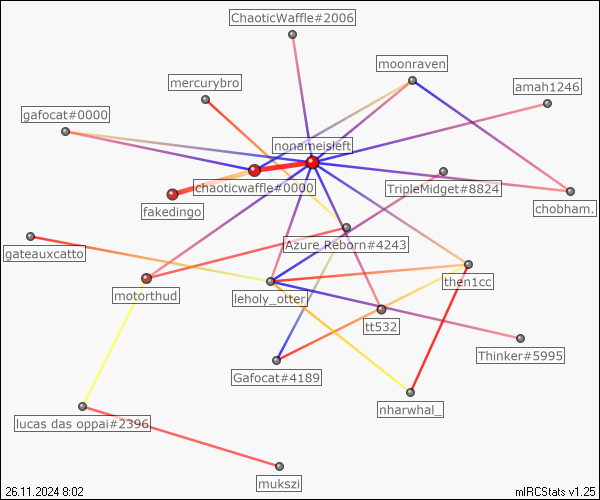 ChaoticWaffle#2006
moonraven
mercurybro
amah1246
gafocat#0000
nonameisleft
chaoticwaffle#0000
TripleMidget#8824
fakedingo
chobham.
Azure Reborn#4243
gateauxcatto
then1cc
motorthud
leholy_otter
tt532
Thinker#5995
Gafocat#4189
nharwhal_
lucas das oppai#2396
mukszi
26.11.2024 8:02
mIRCStats v1.25